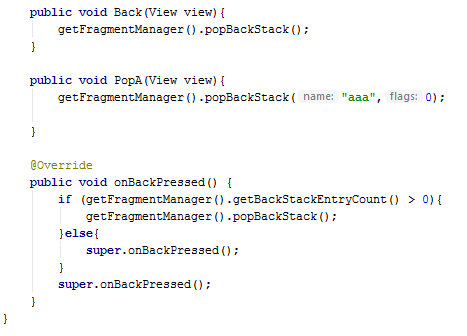 public void Back(View view){
getFragmentManager().popBackStack();
}
public void PopA(View view){
getFragmentManager().popBackStack( name: "aaa", flags: 0);
}
@Override
public void onBackPressed() {
if (getFragmentManager().getBackStackEntryCount() > 0){
getFragmentManager().popBackStack();
}else{
super.onBackPressed();
}
super.onBackPressed();
}
}